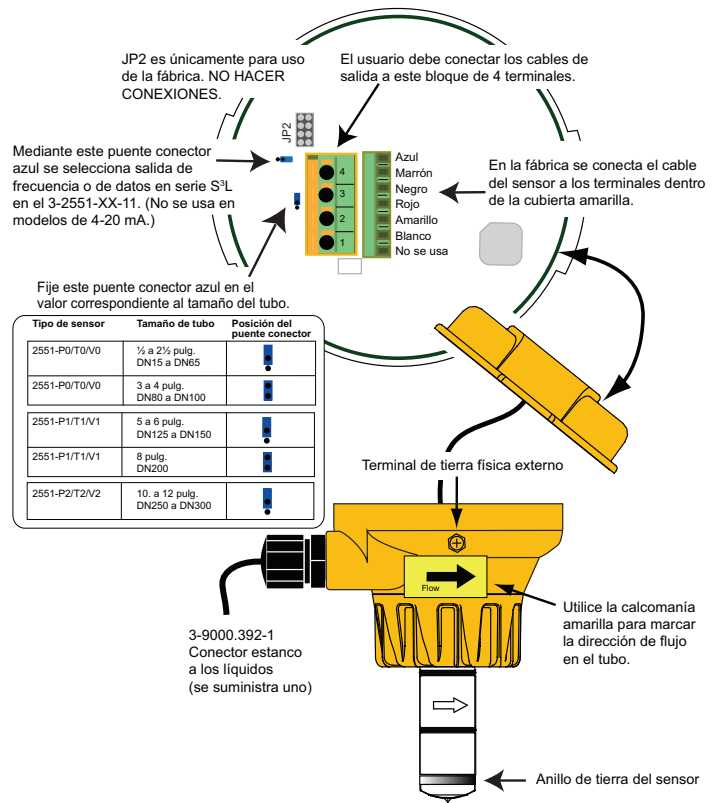 JP2 es únicamente para uso
de la fábrica. NO HACER
CONEXIONES.
El usuario debe conectar los cables de
salida a este bloque de 4 terminales.
JP2
Mediante este puente conector
azul se selecciona salida de
frecuencia o de datos en serie S³L
en el 3-2551-XX-11. (No se usa en
modelos de 4-20 mA.)
4
3
2
1
Azul
Marrón
Negro
Rojo
Amarillo
Blanco
No se usa
En la fábrica se conecta el cable
del sensor a los terminales dentro
de la cubierta amarilla.
Fije este puente conector azul en el
valor correspondiente al tamaño del tubo.
Tipo de sensor Tamaño de tubo Posición del
puente conector
2551-P0/T0/V0 ½ a 2½ pulg.
DN15 a DN65
2551-P0/T0/V0 3 a 4 pulg.
DN80 a DN100
2551-P1/T1/V1 5 a 6 pulg.
DN125 a DN150
2551-P1/T1/V1 8 pulg.
DN200
2551-P2/T2/V2 10. a 12 pulg.
DN250 a DN300
Terminal de tierra física externo
Flow
Utilice la calcomanía
amarilla para marcar
la dirección de flujo
en el tubo.
3-9000.392-1
Conector estanco
a los líquidos
(se suministra uno)
Anillo de tierra del sensor